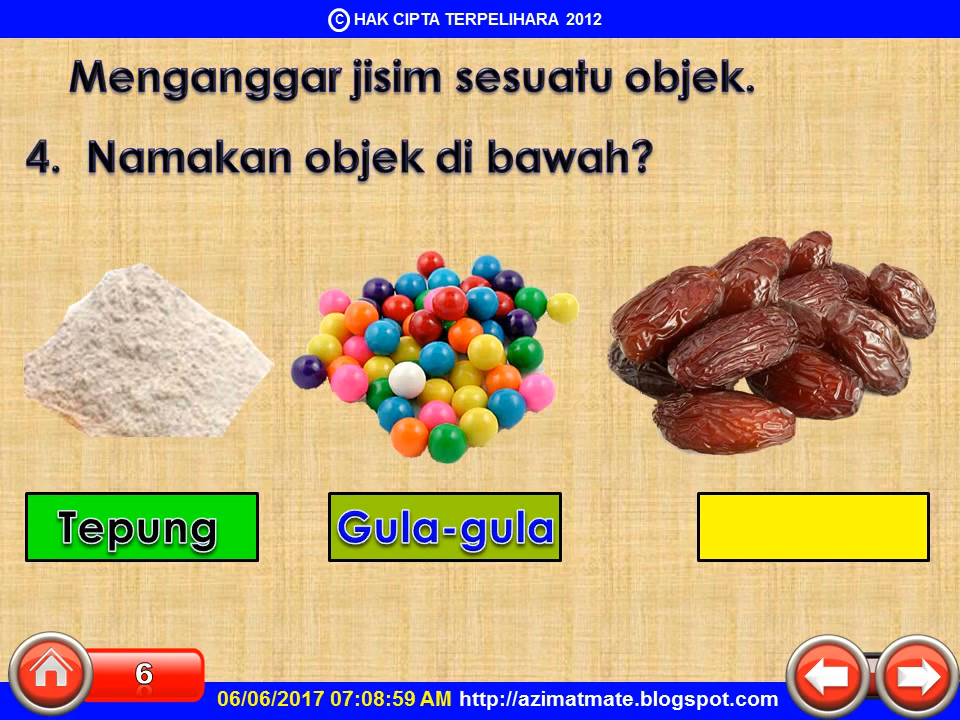 © HAK CIPTA TERPELIHARA 2012
Menganggar jisim sesuatu objek.
4. Namakan objek di bawah?
Tepung
Gula-gula
6
06/06/2017 07:08:59 AM http://azimatmate.blogspot.com